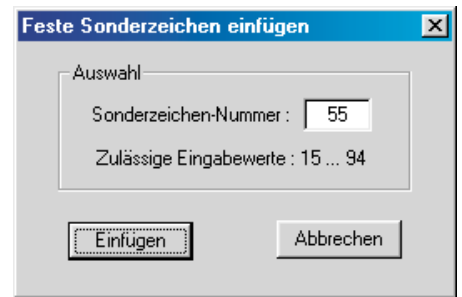 Feste Sonderzeichen einfügen
Auswahl
Sonderzeichen-Nummer : 55
Zulässige Eingabewerte : 15 ... 94
Einfügen Abbrechen